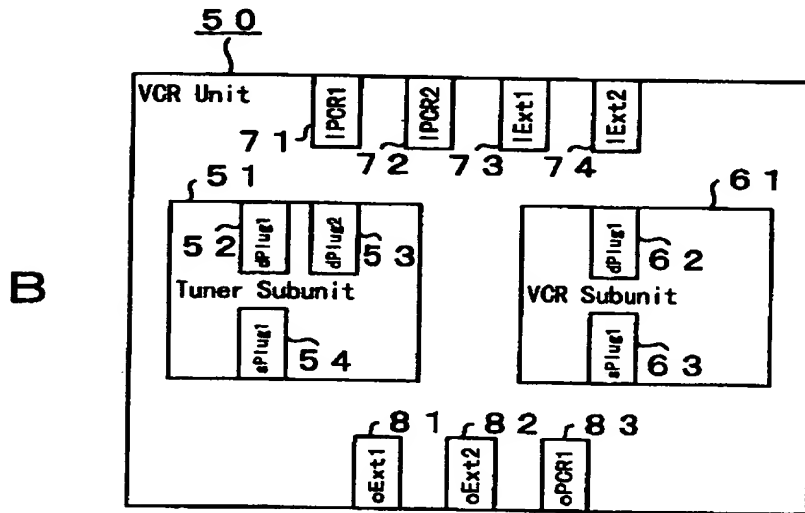 50
VCR Unit
IPCR1
IPCR2
IExt1
IExt2
71
72
73
74
51
61
52
dPlug1
dPlug2
53
dPlug1
62
B
Tuner Subunit
VCR Subunit
sPlug1
54
sPlug1
63
81
82
83
oExt1
oExt2
oPCR1